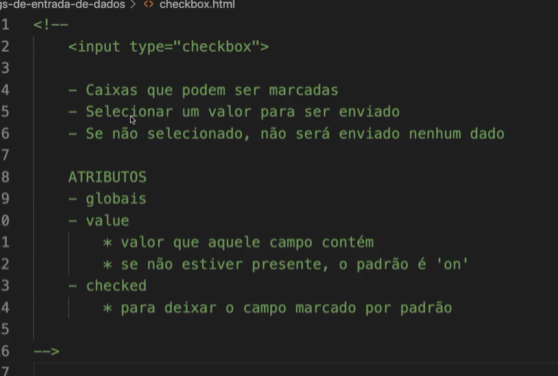 gs-de-entrada-de-dados > <> checkbox.html
1 <!--
2 <input type="checkbox">
3
4 - Caixas que podem ser marcadas
5 - Selecionar um valor para ser enviado
6 - Se não selecionado, não será enviado nenhum dado
7
8 ATRIBUTOS
9 - globais
0 - value
1 * valor que aquele campo contém
2 * se não estiver presente, o padrão é 'on'
3 - checked
4 * para deixar o campo marcado por padrão
5
6 -->
7